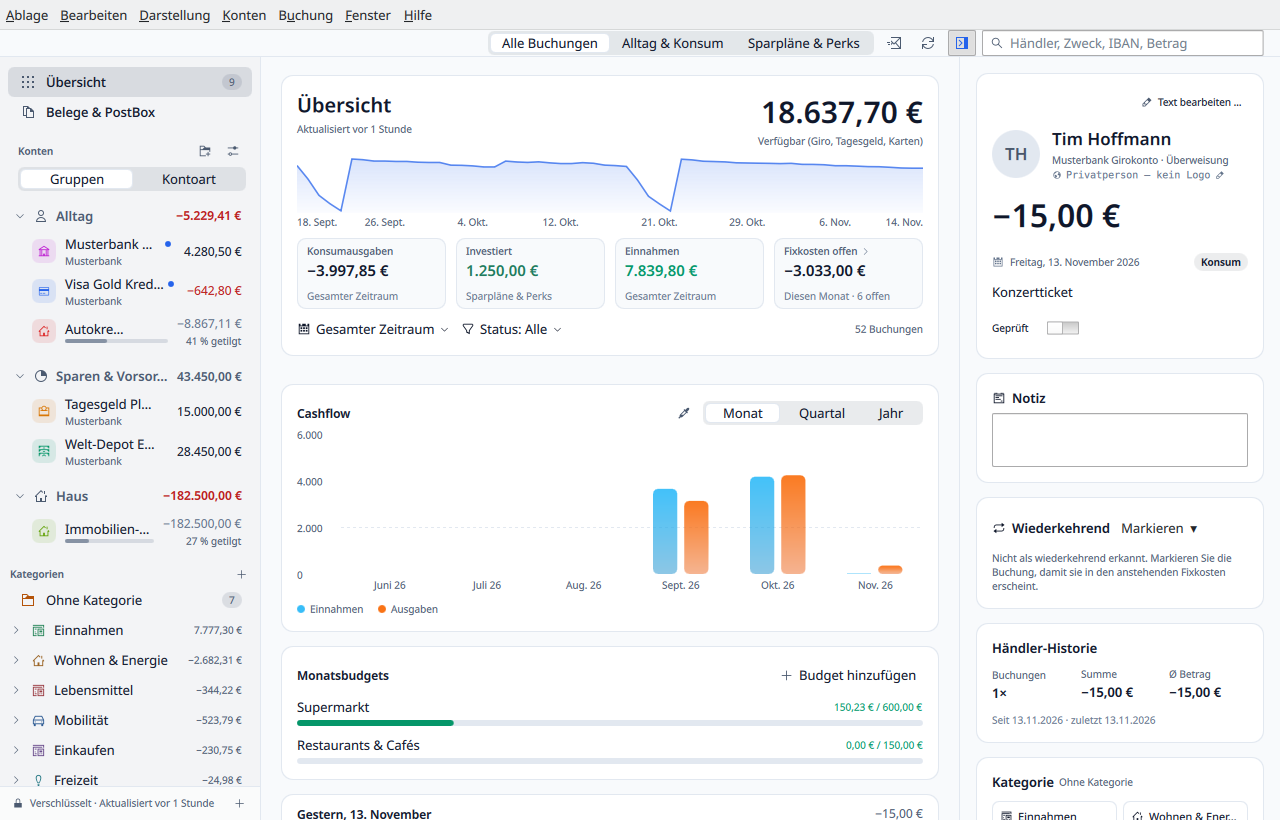 Ablage Bearbeiten Darstellung Konten Buchung Fenster Hilfe
Alle Buchungen Alltag & Konsum Sparpläne & Perks
Händler, Zweck, IBAN, Betrag
Übersicht 9
Belege & PostBox
Konten
Gruppen Kontoart
Alltag −5.229,41 €
Musterbank ... 4.280,50 €
Musterbank
Visa Gold Kred... −642,80 €
Musterbank
Autokre... −8.867,11 €
41 % getilgt
Sparen & Vorsor... 43.450,00 €
Tagesgeld Pl... 15.000,00 €
Musterbank
Welt-Depot E... 28.450,00 €
Musterbank
Haus −182.500,00 €
Immobilien-... −182.500,00 €
27 % getilgt
Kategorien
Ohne Kategorie 7
Einnahmen 7.777,30 €
Wohnen & Energie −2.682,31 €
Lebensmittel −344,22 €
Mobilität −523,79 €
Einkaufen −230,75 €
Freizeit −24,98 €
Verschlüsselt · Aktualisiert vor 1 Stunde
Übersicht 18.637,70 €
Aktualisiert vor 1 Stunde Verfügbar (Giro, Tagesgeld, Karten)
18. Sept. 26. Sept. 4. Okt. 12. Okt. 21. Okt. 29. Okt. 6. Nov. 14. Nov.
Konsumausgaben Investiert Einnahmen Fixkosten offen
−3.997,85 € 1.250,00 € 7.839,80 € −3.033,00 €
Gesamter Zeitraum Sparpläne & Perks Gesamter Zeitraum Diesen Monat · 6 offen
Gesamter Zeitraum Status: Alle 52 Buchungen
Cashflow Monat Quartal Jahr
6.000
4.000
2.000
0
Juni 26 Juli 26 Aug. 26 Sept. 26 Okt. 26 Nov. 26
Einnahmen Ausgaben
Monatsbudgets Budget hinzufügen
Supermarkt 150,23 € / 600,00 €
Restaurants & Cafés 0,00 € / 150,00 €
Gestern, 13. November −15,00 €
Text bearbeiten ...
TH Tim Hoffmann
Musterbank Girokonto · Überweisung
Privatperson — kein Logo
−15,00 €
Freitag, 13. November 2026 Konsum
Konzertticket
Geprüft
Notiz
Wiederkehrend Markieren ▾
Nicht als wiederkehrend erkannt. Markieren Sie die
Buchung, damit sie in den anstehenden Fixkosten
erscheint.
Händler-Historie
Buchungen Summe Ø Betrag
1× −15,00 € −15,00 €
Seit 13.11.2026 · zuletzt 13.11.2026
Kategorie Ohne Kategorie
Einnahmen Wohnen & Ener...